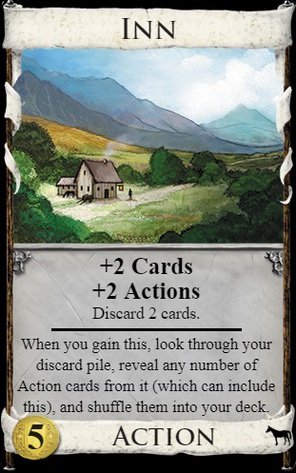 INN
+2 Cards
+2 Actions
Discard 2 cards.
When you gain this, look through your
discard pile, reveal any number of
Action cards from it (which can include
this), and shuffle them into your deck.
5 ACTION